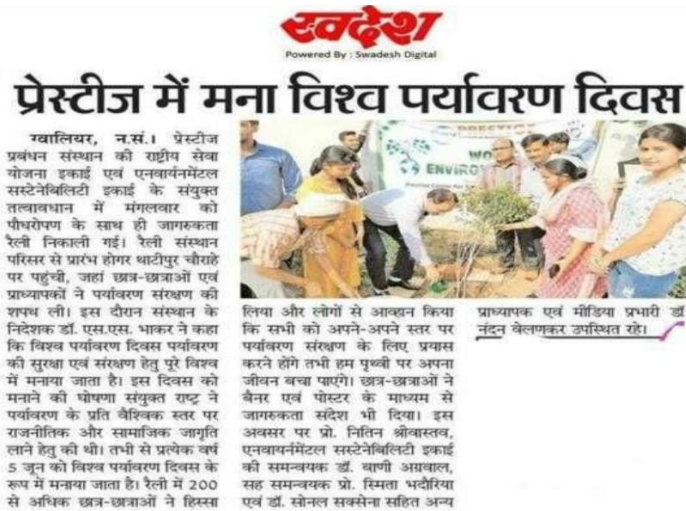 स्वदेश
Powered By : Swadesh Digital
प्रेस्टीज में मना विश्व पर्यावरण दिवस
ग्वालियर, न.सं.। प्रेस्टीज
प्रबंधन संस्थान की राष्ट्रीय सेवा
योजना इकाई एवं एनवार्यनमेंटल
सस्टेनेबिलिटी इकाई के संयुक्त
तत्वावधान में मंगलवार को
पौधरोपण के साथ ही जागरुकता
रैली निकाली गई। रैली संस्थान
परिसर से प्रारंभ होगर थाटीपुर चौराहे
पर पहुंची, जहां छात्र-छात्राओं एवं
प्राध्यापकों ने पर्यावरण संरक्षण की
शपथ ली। इस दौरान संस्थान के
निदेशक डॉ. एस.एस. भाकर ने कहा
कि विश्व पर्यावरण दिवस पर्यावरण
की सुरक्षा एवं संरक्षण हेतु पूरे विश्व
में मनाया जाता है। इस दिवस को
मनाने की घोषणा संयुक्त राष्ट्र ने
पर्यावरण के प्रति वैश्विक स्तर पर
राजनीतिक और सामाजिक जागृति
लाने हेतु की थी। तभी से प्रत्येक वर्ष
5 जून को विश्व पर्यावरण दिवस के
रूप में मनाया जाता है। रैली में 200
से अधिक छात्र-छात्राओं ने हिस्सा
PRESTIGE
WO
ENVIRO
लिया और लोगों से आव्हान किया
कि सभी को अपने-अपने स्तर पर
पर्यावरण संरक्षण के लिए प्रयास
करने होंगे तभी हम पृथ्वी पर अपना
जीवन बचा पाएंगे। छात्र-छात्राओं ने
बैनर एवं पोस्टर के माध्यम से
जागरुकता संदेश भी दिया। इस
अवसर पर प्रो. नितिन श्रीवास्तव,
एनवायर्नमेंटल सस्टेनेबिलिटी इकाई
की समन्वयक डॉ. वाणी अग्रवाल,
सह समन्वयक प्रो. स्मिता भदौरिया
एवं डॉ. सोनल सक्सेना सहित अन्य
प्राध्यापक एवं मीडिया प्रभारी डॉ
नंदन वेलणकर उपस्थित रहे।